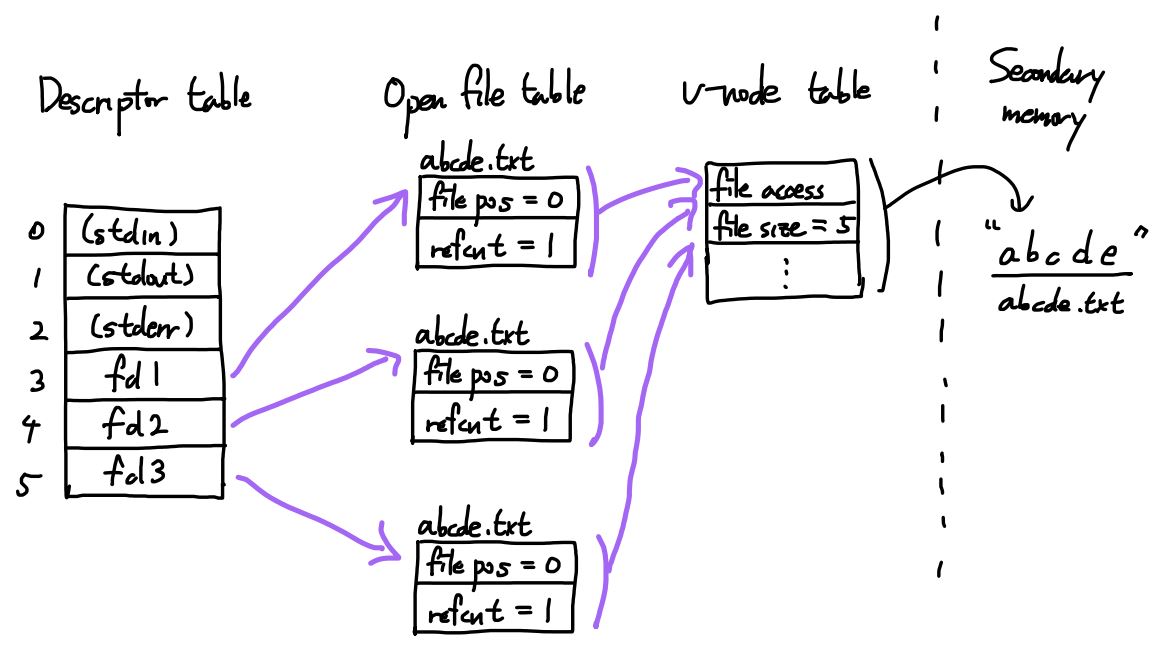 Descriptor table
Open file table
v-node table
Secondary
memory
0 (stdin)
1 (stdout)
2 (stderr)
3 fd1
4 fd2
5 fd3
abcde.txt
file pos = 0
refcnt = 1
abcde.txt
file pos = 0
refcnt = 1
abcde.txt
file pos = 0
refcnt = 1
file access
file size = 5
⋮
"abcde"
abcde.txt